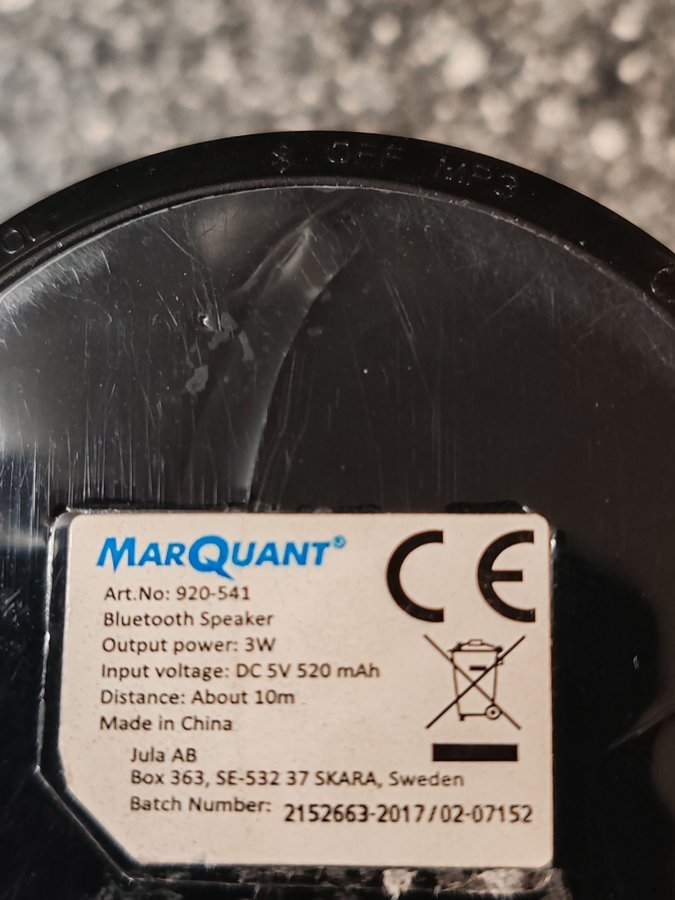 OFF MP3
MARQUANT®
Art.No: 920-541
Bluetooth Speaker
Output power: 3W
Input voltage: DC 5V 520 mAh
Distance: About 10m
Made in China
Jula AB
Box 363, SE-532 37 SKARA, Sweden
Batch Number: 2152663-2017/02-07152
CE